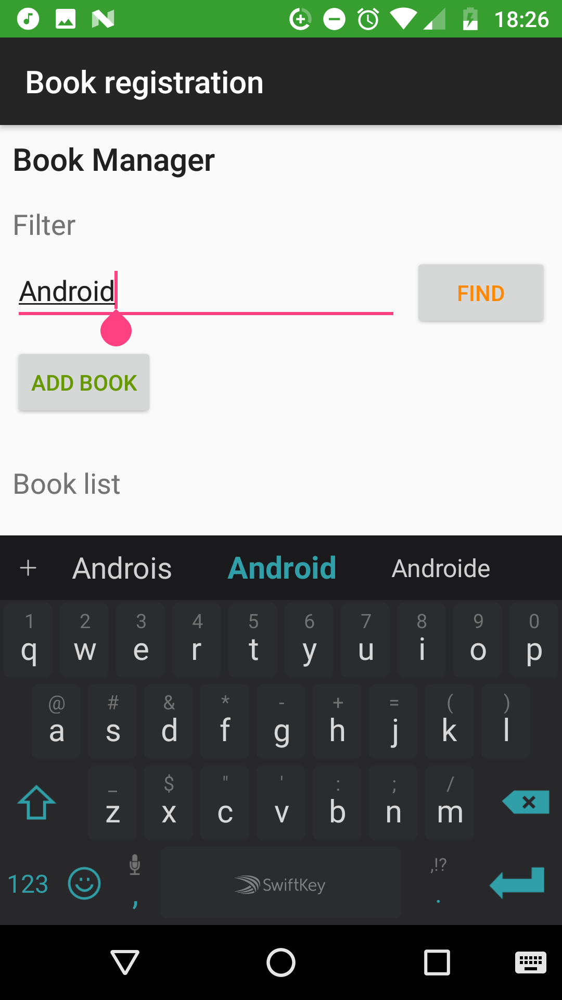 18:26
Book registration
Book Manager
Filter
Android
FIND
ADD BOOK
Book list
+ Androis Android Androide
1 2 3 4 5 6 7 8 9 0
q w e r t y u i o p
@ # & * - + = ( )
a s d f g h j k l
_ $ " ' : ; /
z x c v b n m
,!?
123 , SwiftKey .